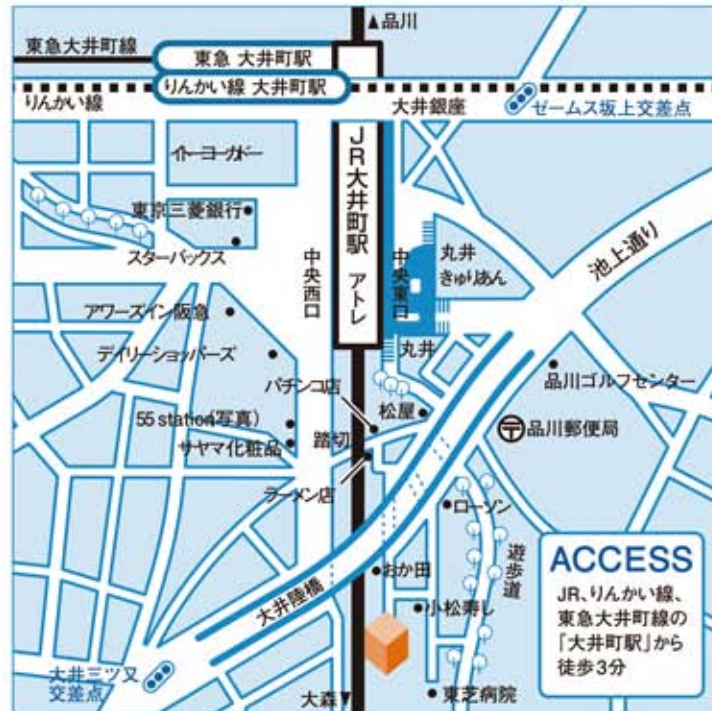 ▲品川
東急大井町線
東急 大井町駅
りんかい線 大井町駅
りんかい線
大井銀座
ゼームス坂上交差点
イトーヨーカドー
JR大井町駅 アトレ
東京三菱銀行
スターバックス
中央西口
中央東口
丸井
きゅりあん
池上通り
アワーズイン阪急
デイリーショッパーズ
丸井
パチンコ店
品川ゴルフセンター
55 station(写真)
松屋
品川郵便局
踏切
サヤマ化粧品
ラーメン店
ローソン
遊歩道
大井陸橋
おか田
小松寿し
大井三ツ又
交差点
大森▼
東芝病院
ACCESS
JR、りんかい線、
東急大井町線の
「大井町駅」から
徒歩3分